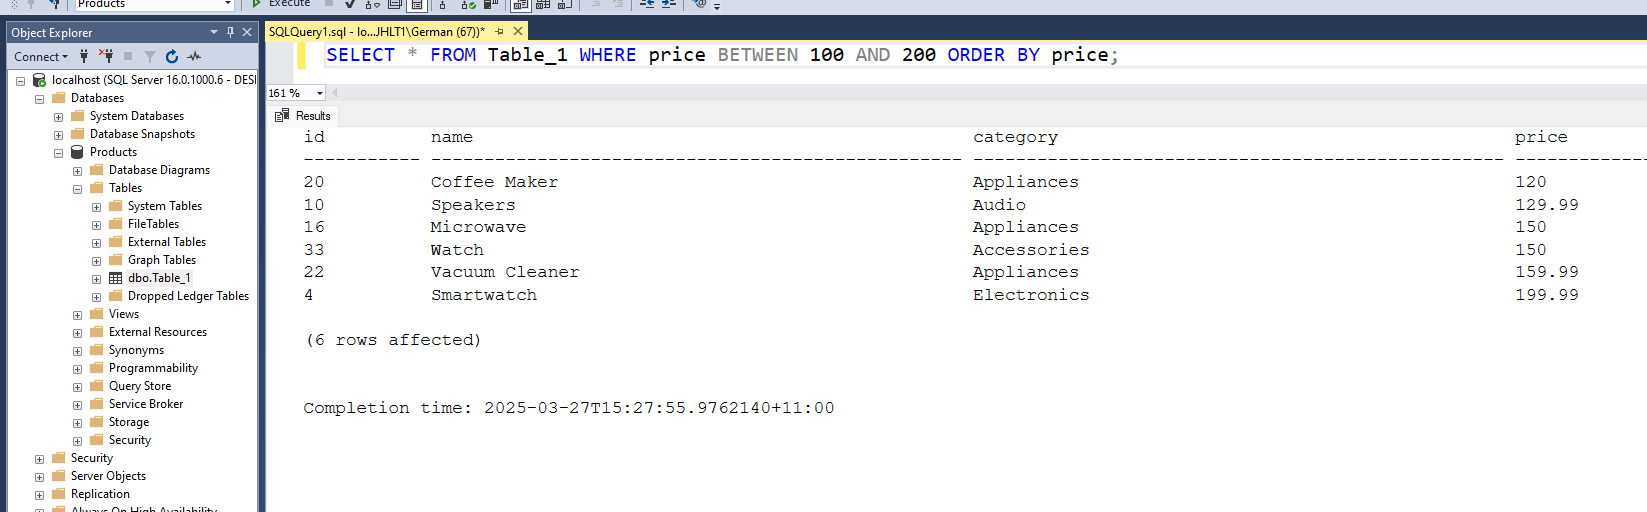 Products
Execute
Object Explorer
Connect
localhost (SQL Server 16.0.1000.6 - DESI
Databases
System Databases
Database Snapshots
Products
Database Diagrams
Tables
System Tables
FileTables
External Tables
Graph Tables
dbo.Table_1
Dropped Ledger Tables
Views
External Resources
Synonyms
Programmability
Query Store
Service Broker
Storage
Security
Security
Server Objects
Replication
Always On High Availability
SQLQuery1.sql - lo...JHLT1\German (67))*
SELECT * FROM Table_1 WHERE price BETWEEN 100 AND 200 ORDER BY price;
161 %
Results
id name category price
----------- -------------------------------------------------- -------------------------------------------------- -------------
20 Coffee Maker Appliances 120
10 Speakers Audio 129.99
16 Microwave Appliances 150
33 Watch Accessories 150
22 Vacuum Cleaner Appliances 159.99
4 Smartwatch Electronics 199.99
(6 rows affected)
Completion time: 2025-03-27T15:27:55.9762140+11:00